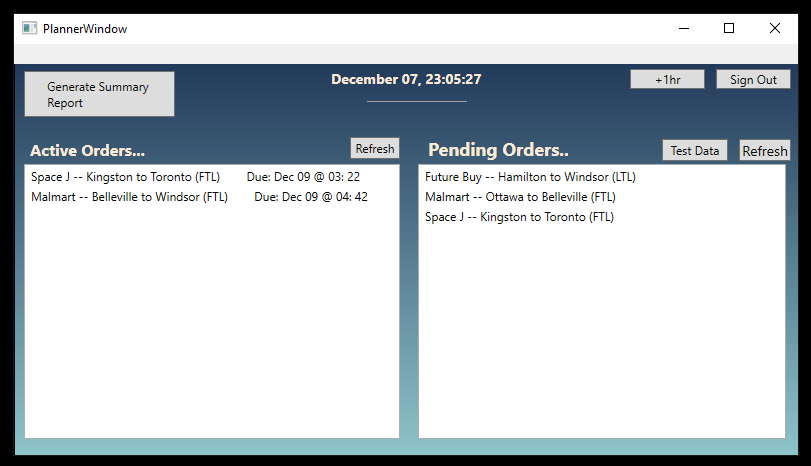 PlannerWindow
Generate Summary
Report
December 07, 23:05:27
+1hr
Sign Out
Active Orders...
Refresh
Space J -- Kingston to Toronto (FTL) Due: Dec 09 @ 03: 22
Malmart -- Belleville to Windsor (FTL) Due: Dec 09 @ 04: 42
Pending Orders..
Test Data
Refresh
Future Buy -- Hamilton to Windsor (LTL)
Malmart -- Ottawa to Belleville (FTL)
Space J -- Kingston to Toronto (FTL)